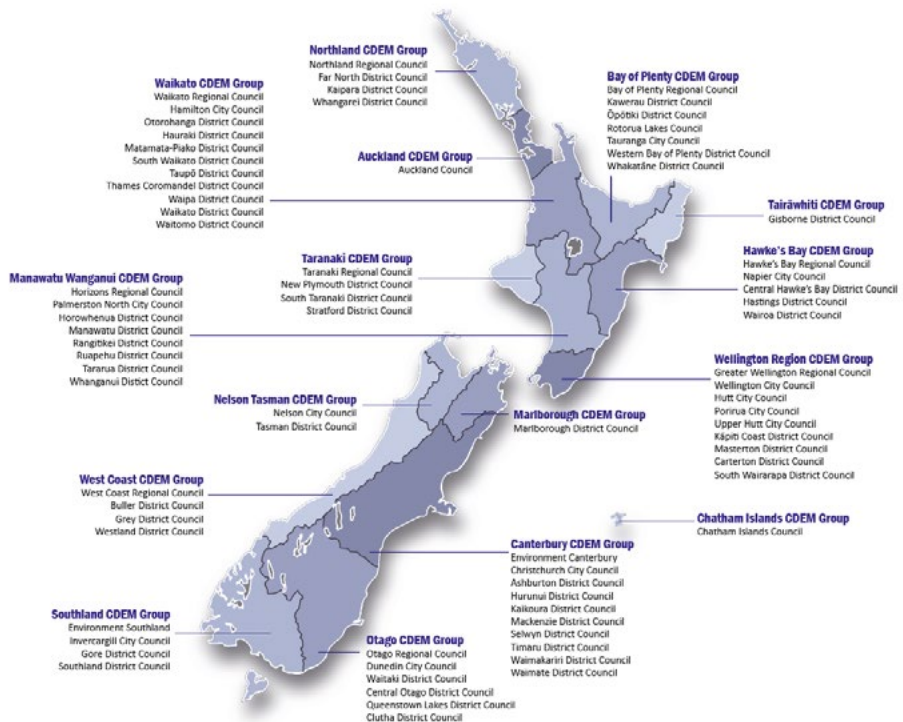 Northland CDEM Group
Northland Regional Council
Far North District Council
Kaipara District Council
Whangarei District Council
Waikato CDEM Group
Waikato Regional Council
Hamilton City Council
Otorohanga District Council
Hauraki District Council
Matamata-Piako District Council
South Waikato District Council
Taupō District Council
Thames Coromandel District Council
Waipa District Council
Waikato District Council
Waitomo District Council
Bay of Plenty CDEM Group
Bay of Plenty Regional Council
Kawerau District Council
Ōpōtiki District Council
Rotorua Lakes Council
Tauranga City Council
Western Bay of Plenty District Council
Whakatāne District Council
Auckland CDEM Group
Auckland Council
Tairāwhiti CDEM Group
Gisborne District Council
Taranaki CDEM Group
Taranaki Regional Council
New Plymouth District Council
South Taranaki District Council
Stratford District Council
Hawke's Bay CDEM Group
Hawke's Bay Regional Council
Napier City Council
Central Hawke's Bay District Council
Hastings District Council
Wairoa District Council
Manawatu Wanganui CDEM Group
Horizons Regional Council
Palmerston North City Council
Horowhenua District Council
Manawatu District Council
Rangitikei District Council
Ruapehu District Council
Tararua District Council
Whanganui Distict Council
Wellington Region CDEM Group
Greater Wellington Regional Council
Wellington City Council
Hutt City Council
Porirua City Council
Upper Hutt City Council
Kāpiti Coast District Council
Masterton District Council
Carterton District Council
South Wairarapa District Council
Nelson Tasman CDEM Group
Nelson City Council
Tasman District Council
Marlborough CDEM Group
Marlborough District Council
West Coast CDEM Group
West Coast Regional Council
Buller District Council
Grey District Council
Westland District Council
Chatham Islands CDEM Group
Chatham Islands Council
Canterbury CDEM Group
Environment Canterbury
Christchurch City Council
Ashburton District Council
Hurunui District Council
Kaikoura District Council
Mackenzie District Council
Selwyn District Council
Timaru District Council
Waimakariri District Council
Waimate District Council
Southland CDEM Group
Environment Southland
Invercargill City Council
Gore District Council
Southland District Council
Otago CDEM Group
Otago Regional Council
Dunedin City Council
Waitaki District Council
Central Otago District Council
Queenstown Lakes District Council
Clutha District Council